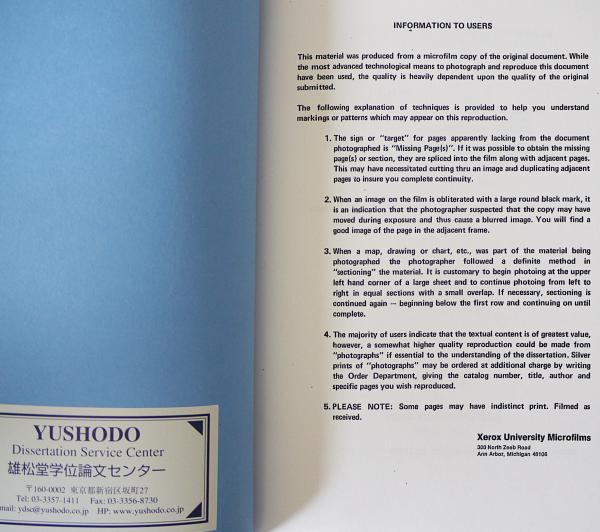 INFORMATION TO USERS
This material was produced from a microfilm copy of the original document. While
the most advanced technological means to photograph and reproduce this document
have been used, the quality is heavily dependent upon the quality of the original
submitted.
The following explanation of techniques is provided to help you understand
markings or patterns which may appear on this reproduction.
1. The sign or "target" for pages apparently lacking from the document
photographed is "Missing Page(s)". If it was possible to obtain the missing
page(s) or section, they are spliced into the film along with adjacent pages.
This may have necessitated cutting thru an image and duplicating adjacent
pages to insure you complete continuity.
2. When an image on the film is obliterated with a large round black mark, it
is an indication that the photographer suspected that the copy may have
moved during exposure and thus cause a blurred image. You will find a
good image of the page in the adjacent frame.
3. When a map, drawing or chart, etc., was part of the material being
photographed the photographer followed a definite method in
"sectioning" the material. It is customary to begin photoing at the upper
left hand corner of a large sheet and to continue photoing from left to
right in equal sections with a small overlap. If necessary, sectioning is
continued again — beginning below the first row and continuing on until
complete.
4. The majority of users indicate that the textual content is of greatest value,
however, a somewhat higher quality reproduction could be made from
"photographs" if essential to the understanding of the dissertation. Silver
prints of "photographs" may be ordered at additional charge by writing
the Order Department, giving the catalog number, title, author and
specific pages you wish reproduced.
5. PLEASE NOTE: Some pages may have indistinct print. Filmed as
received.
Xerox University Microfilms
300 North Zeeb Road
Ann Arbor, Michigan 48106
YUSHODO
Dissertation Service Center
雄松堂学位論文センター
〒160-0002 東京都新宿区坂町27
Tel: 03-3357-1411 Fax: 03-3356-8730
mail: ydsc@yushodo.co.jp HP: www.yushodo.co.jp